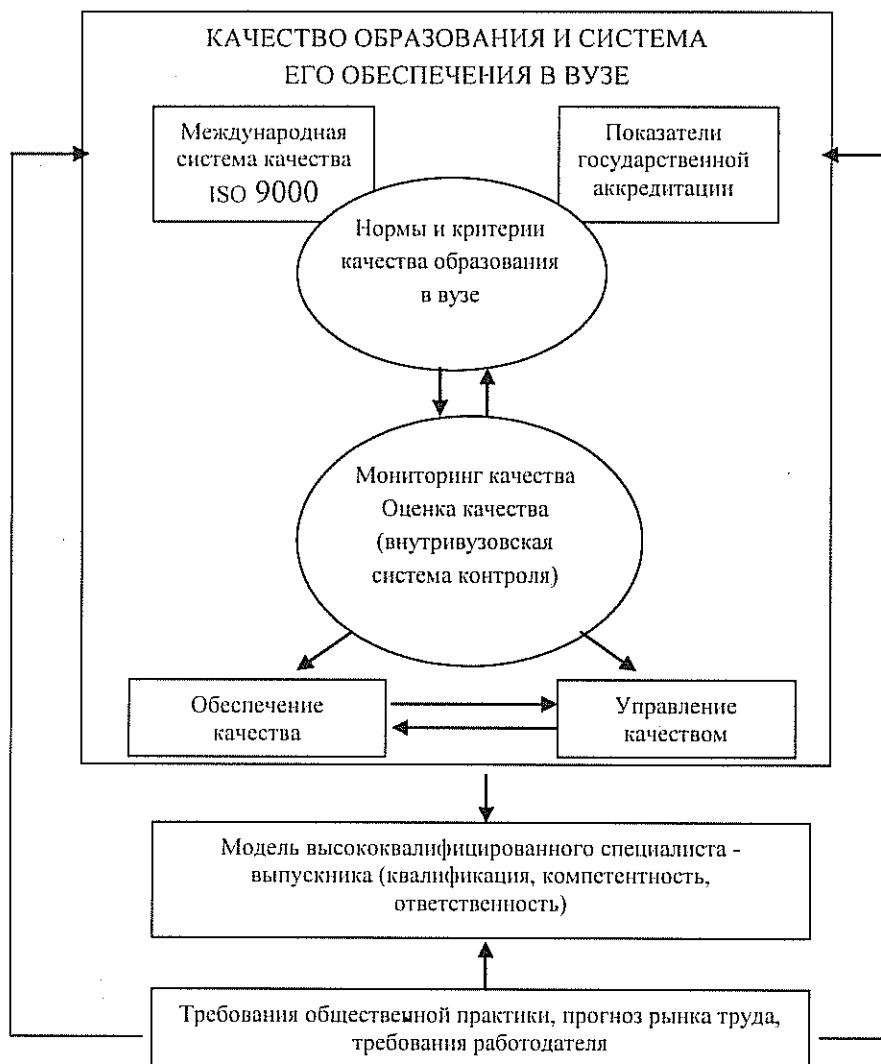 КАЧЕСТВО ОБРАЗОВАНИЯ И СИСТЕМА
ЕГО ОБЕСПЕЧЕНИЯ В ВУЗЕ
Международная
система качества
ISO 9000
Показатели
государственной
аккредитации
Нормы и критерии
качества образования
в вузе
Мониторинг качества
Оценка качества
(внутривузовская
система контроля)
Обеспечение
качества
Управление
качеством
Модель высококвалифицированного специалиста -
выпускника (квалификация, компетентность,
ответственность)
Требования общественной практики, прогноз рынка труда,
требования работодателя